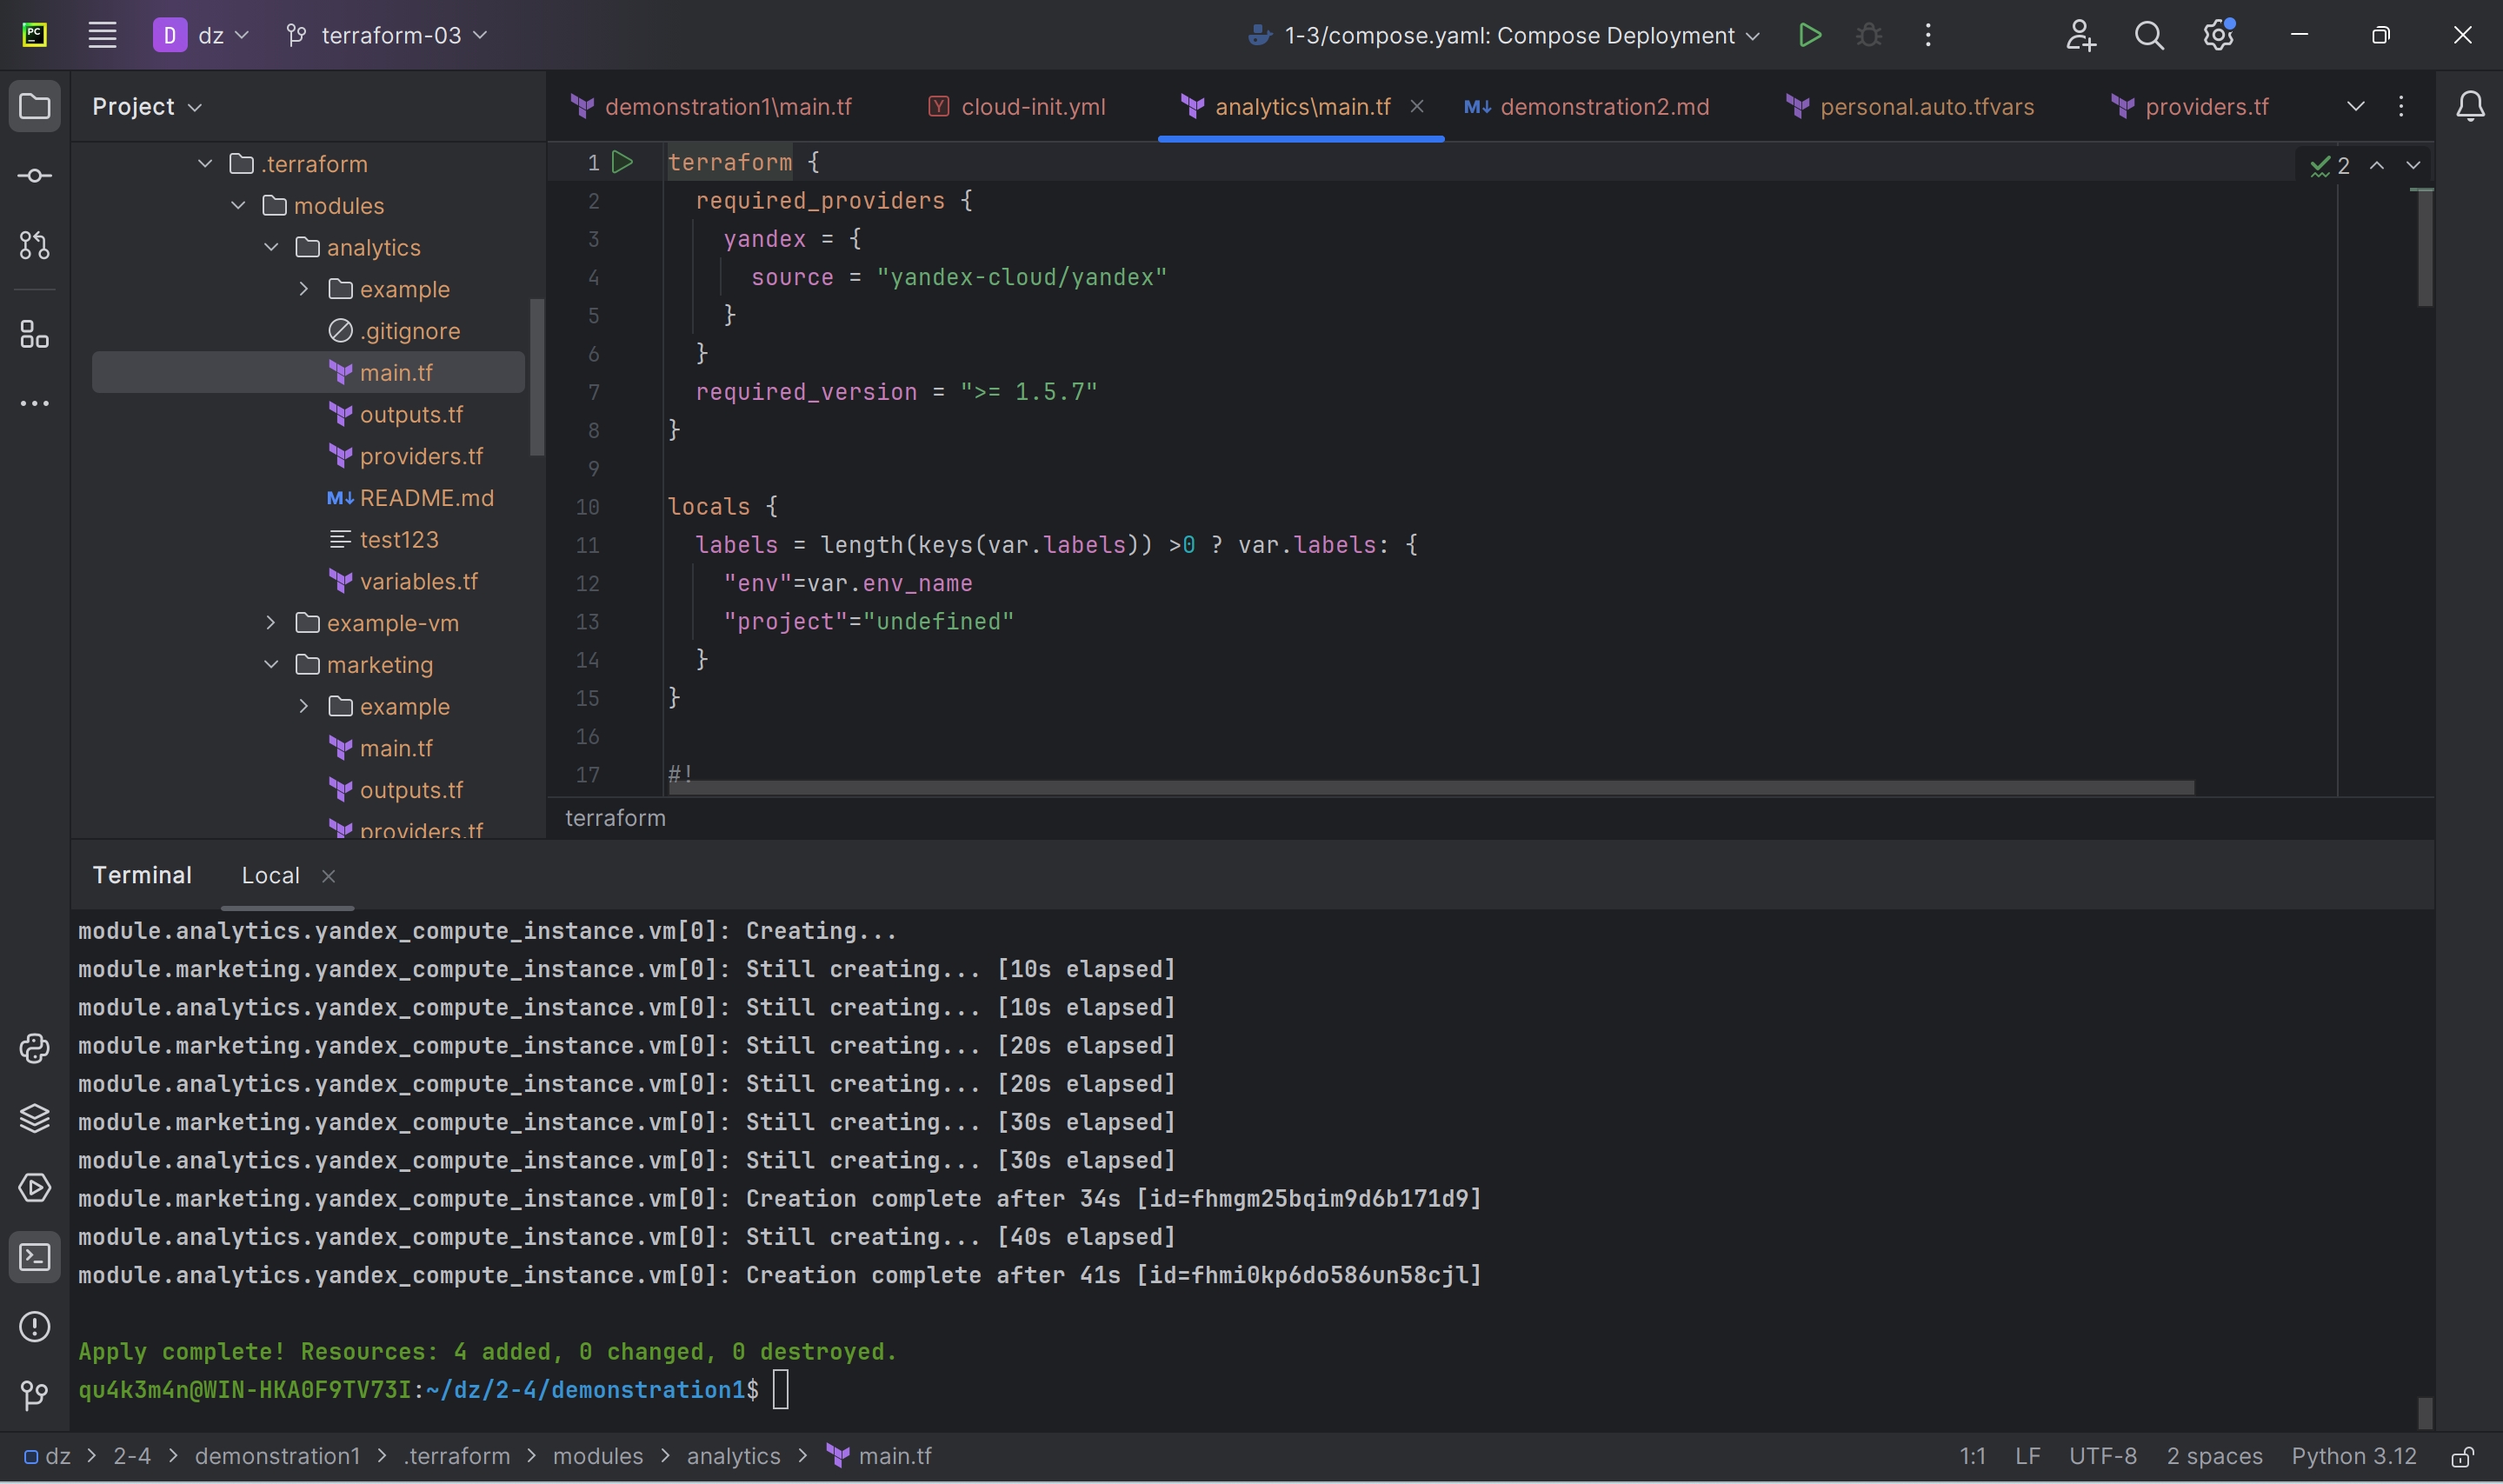 PC
D dz terraform-03 1-3/compose.yaml: Compose Deployment
Project
demonstration1\main.tf cloud-init.yml analytics\main.tf demonstration2.md personal.auto.tfvars providers.tf
.terraform
modules
analytics
example
.gitignore
main.tf
outputs.tf
providers.tf
README.md
test123
variables.tf
example-vm
marketing
example
main.tf
outputs.tf
providers.tf
2
1 terraform {
2 required_providers {
3 yandex = {
4 source = "yandex-cloud/yandex"
5 }
6 }
7 required_version = ">= 1.5.7"
8 }
9
10 locals {
11 labels = length(keys(var.labels)) >0 ? var.labels: {
12 "env"=var.env_name
13 "project"="undefined"
14 }
15 }
16
17 #!
terraform
Terminal Local
module.analytics.yandex_compute_instance.vm[0]: Creating...
module.marketing.yandex_compute_instance.vm[0]: Still creating... [10s elapsed]
module.analytics.yandex_compute_instance.vm[0]: Still creating... [10s elapsed]
module.marketing.yandex_compute_instance.vm[0]: Still creating... [20s elapsed]
module.analytics.yandex_compute_instance.vm[0]: Still creating... [20s elapsed]
module.marketing.yandex_compute_instance.vm[0]: Still creating... [30s elapsed]
module.analytics.yandex_compute_instance.vm[0]: Still creating... [30s elapsed]
module.marketing.yandex_compute_instance.vm[0]: Creation complete after 34s [id=fhmgm25bqim9d6b171d9]
module.analytics.yandex_compute_instance.vm[0]: Still creating... [40s elapsed]
module.analytics.yandex_compute_instance.vm[0]: Creation complete after 41s [id=fhmi0kp6do586un58cjl]
Apply complete! Resources: 4 added, 0 changed, 0 destroyed.
qu4k3m4n@WIN-HKA0F9TV73I:~/dz/2-4/demonstration1$
dz > 2-4 > demonstration1 > .terraform > modules > analytics > main.tf 1:1 LF UTF-8 2 spaces Python 3.12